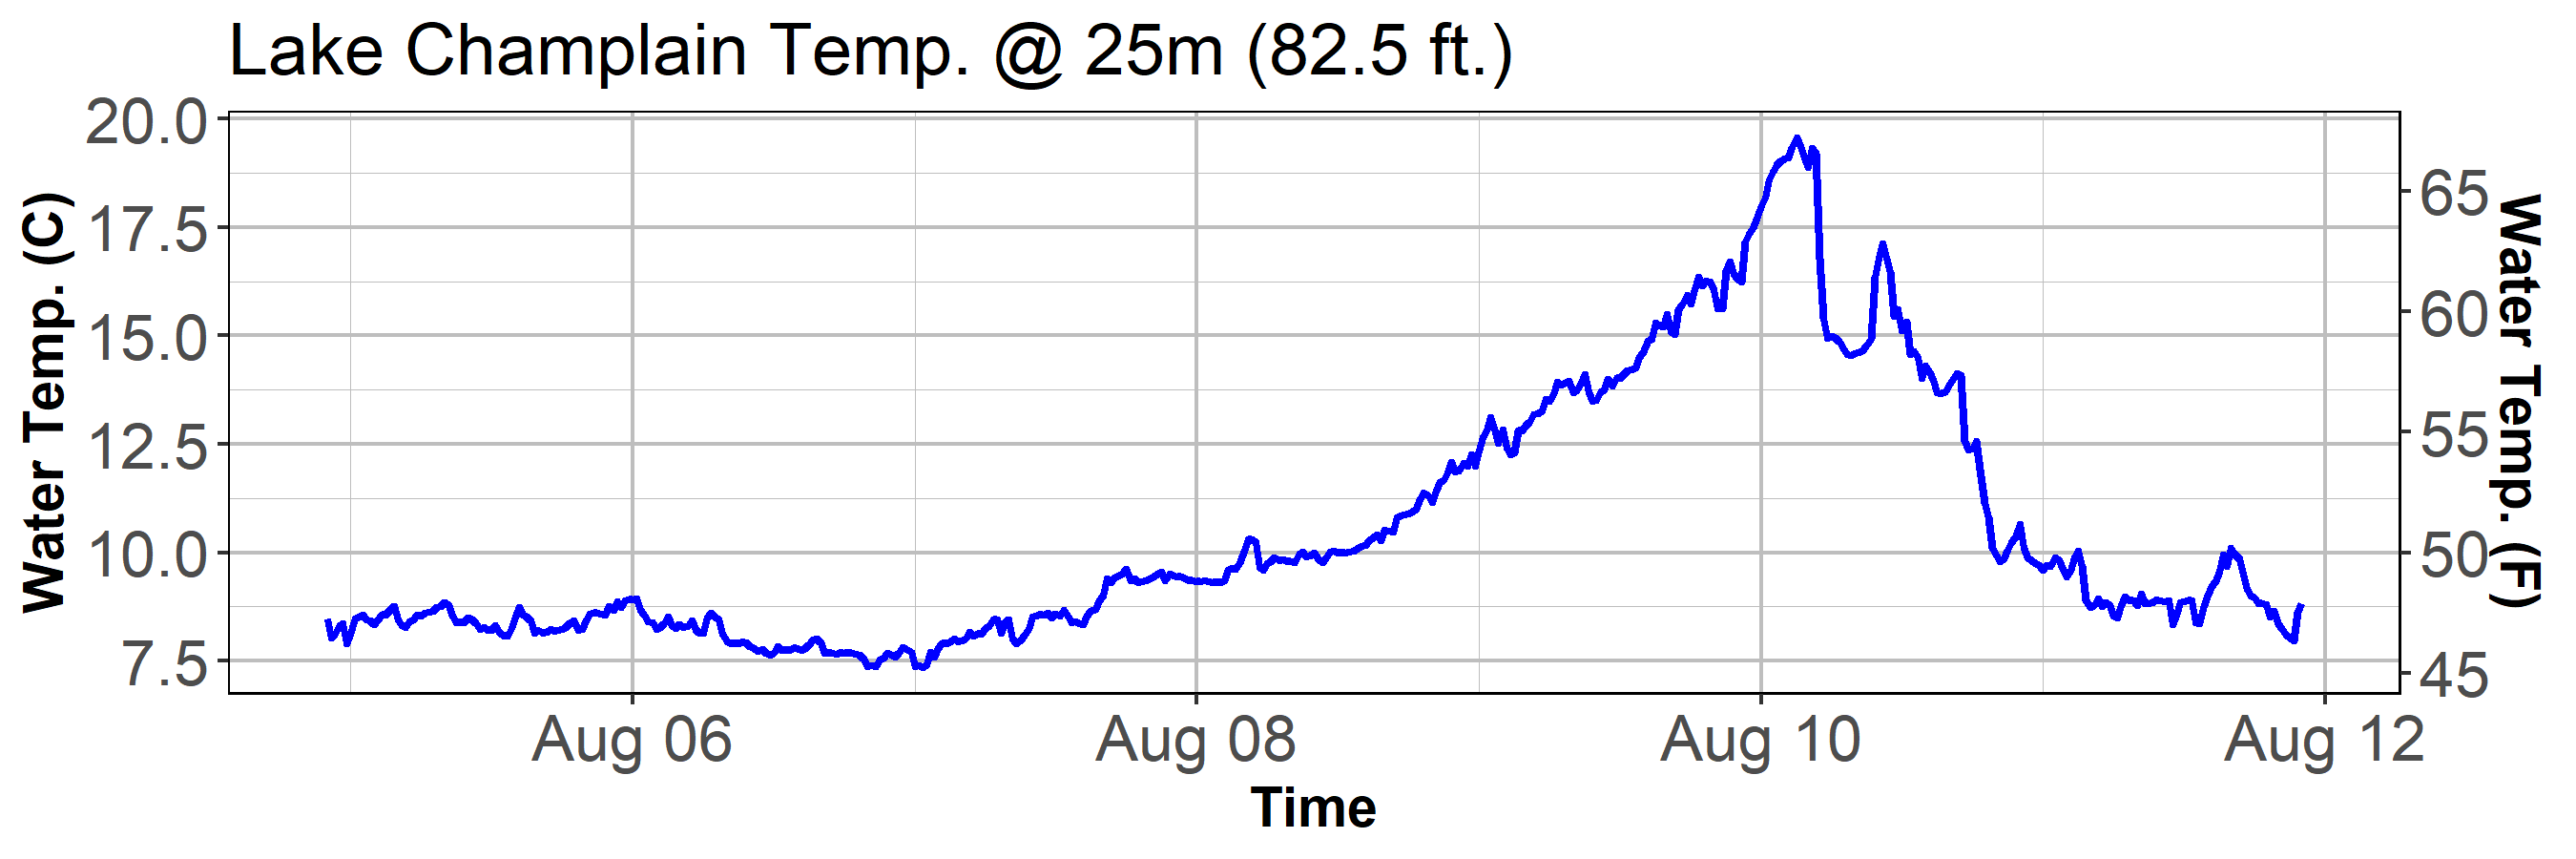 Lake Champlain Temp. @ 25m (82.5 ft.)
Water Temp. (C)
20.0
17.5
15.0
12.5
10.0
7.5
65
60
55
50
45
Water Temp. (F)
Aug 06
Aug 08
Aug 10
Aug 12
Time